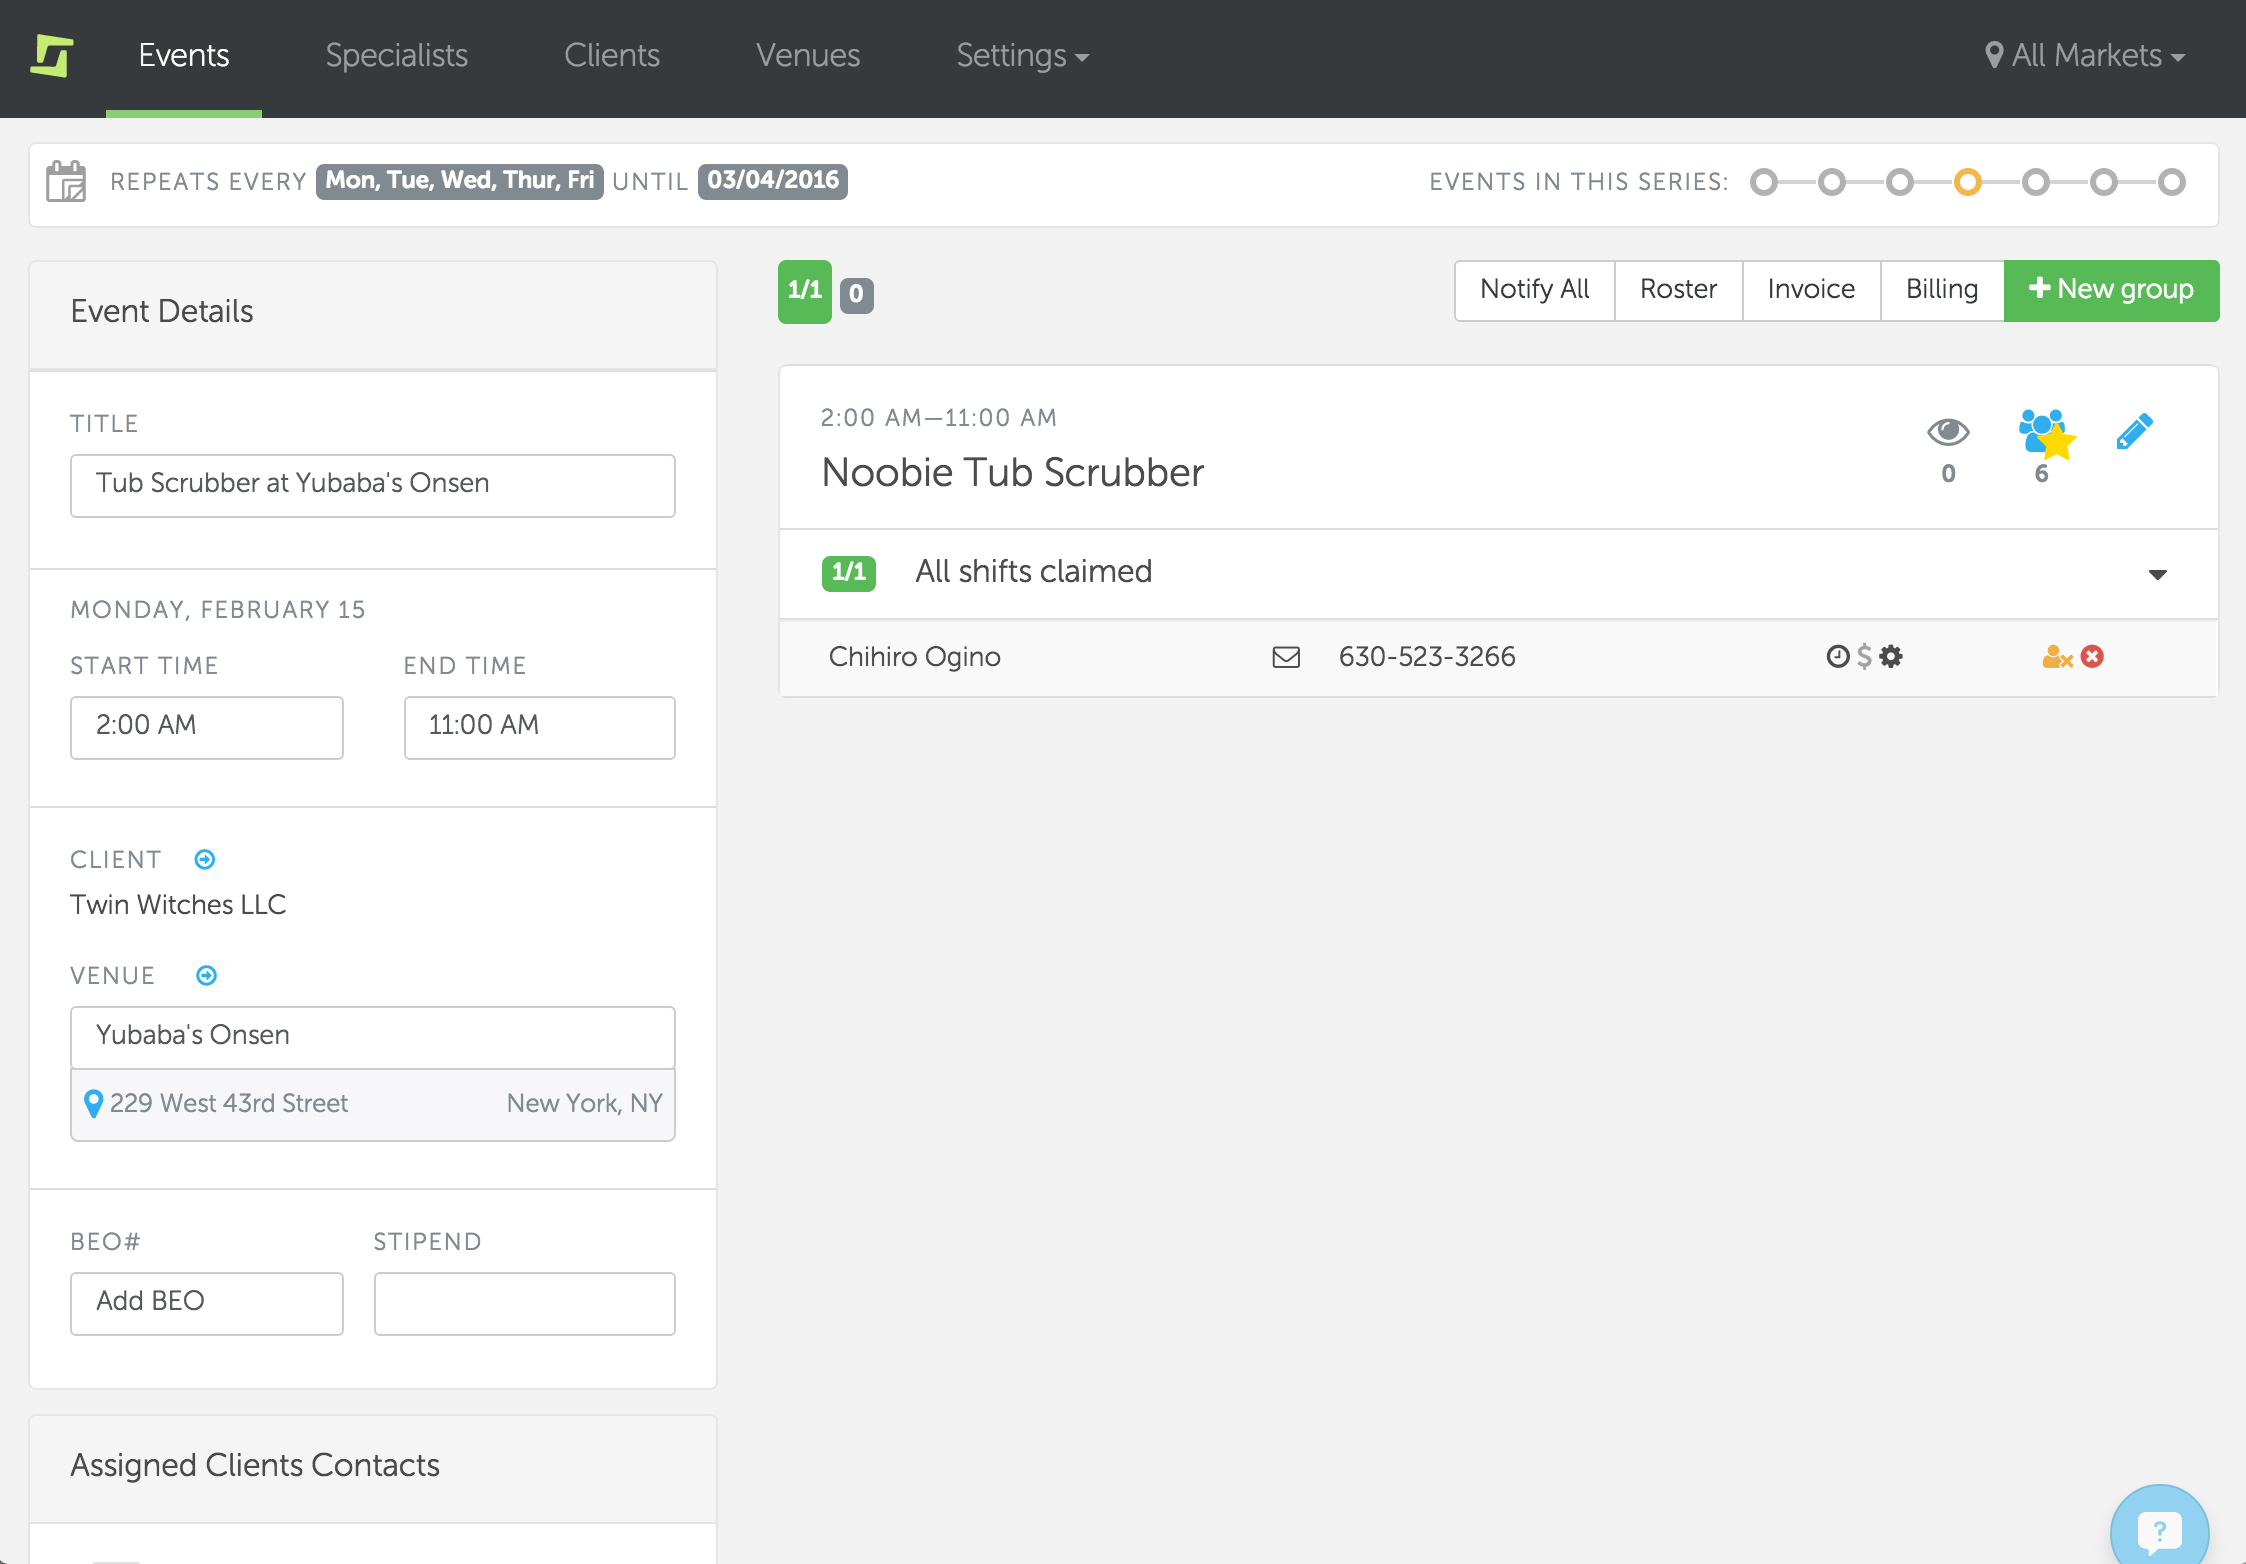 Events Specialists Clients Venues Settings All Markets
REPEATS EVERY Mon, Tue, Wed, Thur, Fri UNTIL 03/04/2016 EVENTS IN THIS SERIES:
Event Details
TITLE
Tub Scrubber at Yubaba's Onsen
MONDAY, FEBRUARY 15
START TIME END TIME
2:00 AM 11:00 AM
CLIENT
Twin Witches LLC
VENUE
Yubaba's Onsen
229 West 43rd Street New York, NY
BEO# STIPEND
Add BEO
Assigned Clients Contacts
1/1 0 Notify All Roster Invoice Billing + New group
2:00 AM—11:00 AM
Noobie Tub Scrubber
0 6
1/1 All shifts claimed
Chihiro Ogino 630-523-3266 $
?